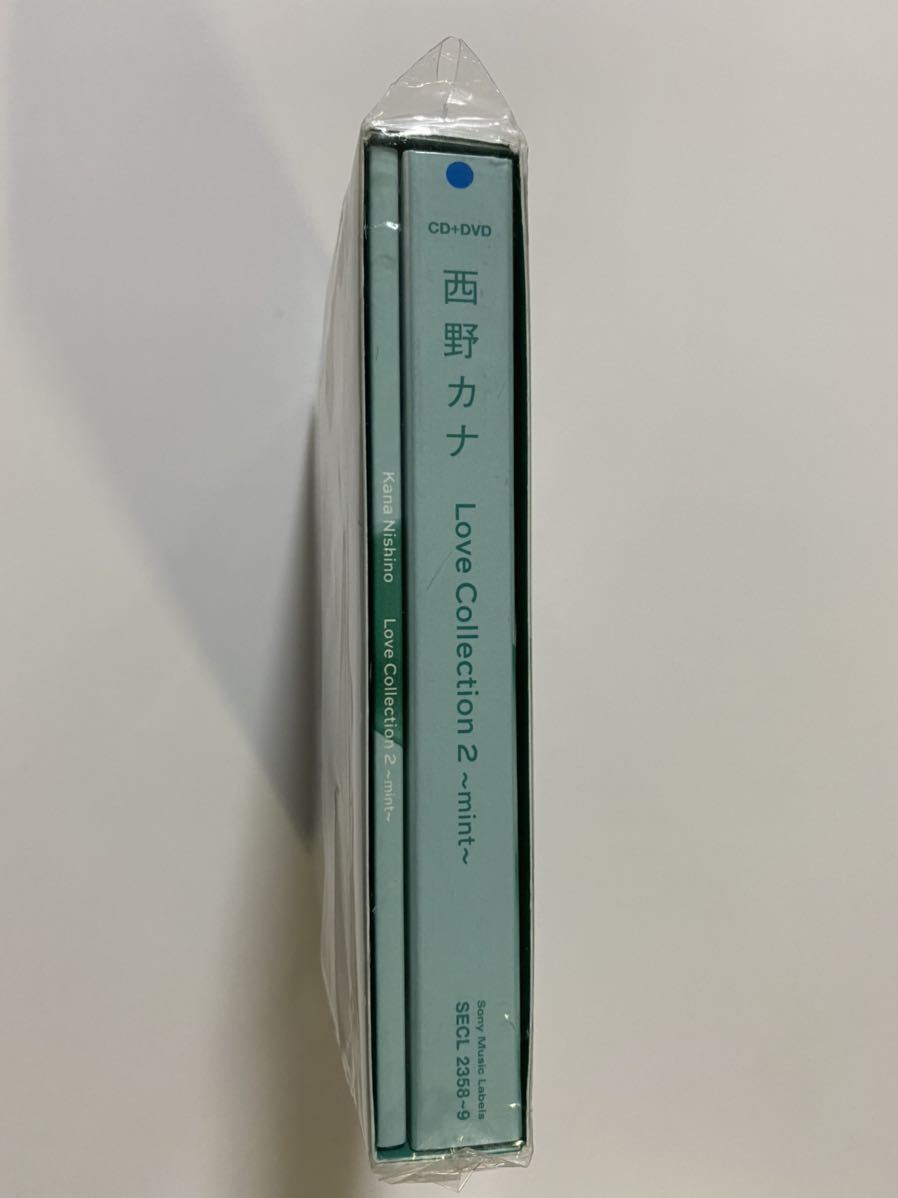 CD+DVD
西野カナ Love Collection 2 ~mint~
Sony Music Labels
SECL 2358~9
Kana Nishino Love Collection 2 ~mint~